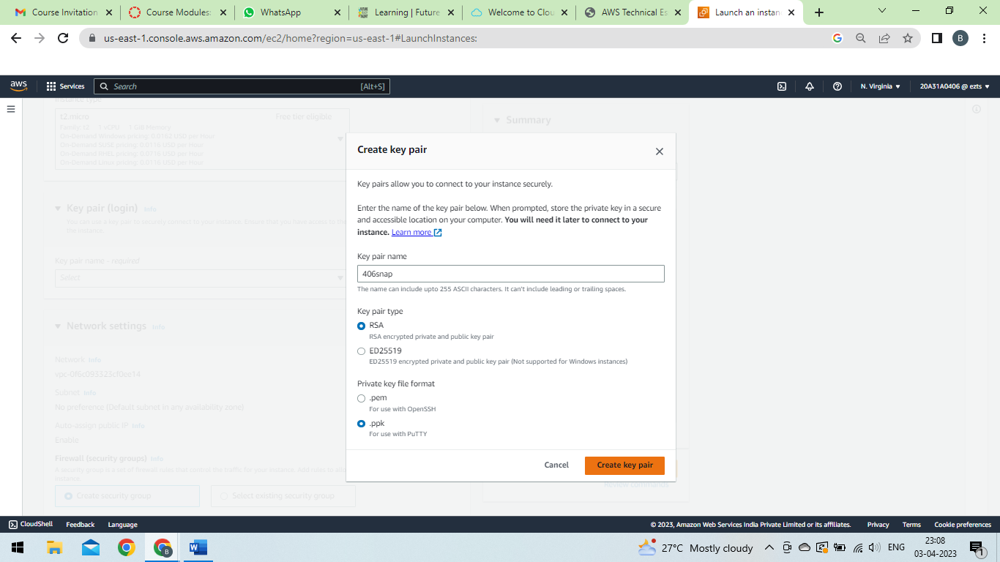 Course Invitation
Course Modules:
WhatsApp
Learning | Future
Welcome to Clou
AWS Technical Es
Launch an instan
us-east-1.console.aws.amazon.com/ec2/home?region=us-east-1#LaunchInstances:
B
aws
Services
Search
[Alt+S]
N. Virginia
20A31A0406 @ ezts
Instance type
t2.micro
Free tier eligible
Family: t2 1 vCPU 1 GiB Memory
On-Demand Windows pricing: 0.0162 USD per Hour
On-Demand SUSE pricing: 0.0116 USD per Hour
On-Demand RHEL pricing: 0.0716 USD per Hour
On-Demand Linux pricing: 0.0116 USD per Hour
Summary
Key pair (login) Info
You can use a key pair to securely connect to your instance. Ensure that you have access to the
the instance.
Key pair name - required
Select
Network settings Info
Network Info
vpc-0f6c093323cf0ee14
Subnet Info
No preference (Default subnet in any availability zone)
Auto-assign public IP Info
Enable
Firewall (security groups) Info
A security group is a set of firewall rules that control the traffic for your instance. Add rules to allo
instance.
Create security group
Select existing security group
Create key pair
Key pairs allow you to connect to your instance securely.
Enter the name of the key pair below. When prompted, store the private key in a secure
and accessible location on your computer. You will need it later to connect to your
instance. Learn more
Key pair name
406snap
The name can include upto 255 ASCII characters. It can't include leading or trailing spaces.
Key pair type
RSA
RSA encrypted private and public key pair
ED25519
ED25519 encrypted private and public key pair (Not supported for Windows instances)
Private key file format
.pem
For use with OpenSSH
.ppk
For use with PuTTY
Cancel
Create key pair
Review commands
CloudShell
Feedback
Language
© 2023, Amazon Web Services India Private Limited or its affiliates.
Privacy
Terms
Cookie preferences
B
W
27°C Mostly cloudy
ENG
23:08
03-04-2023
1